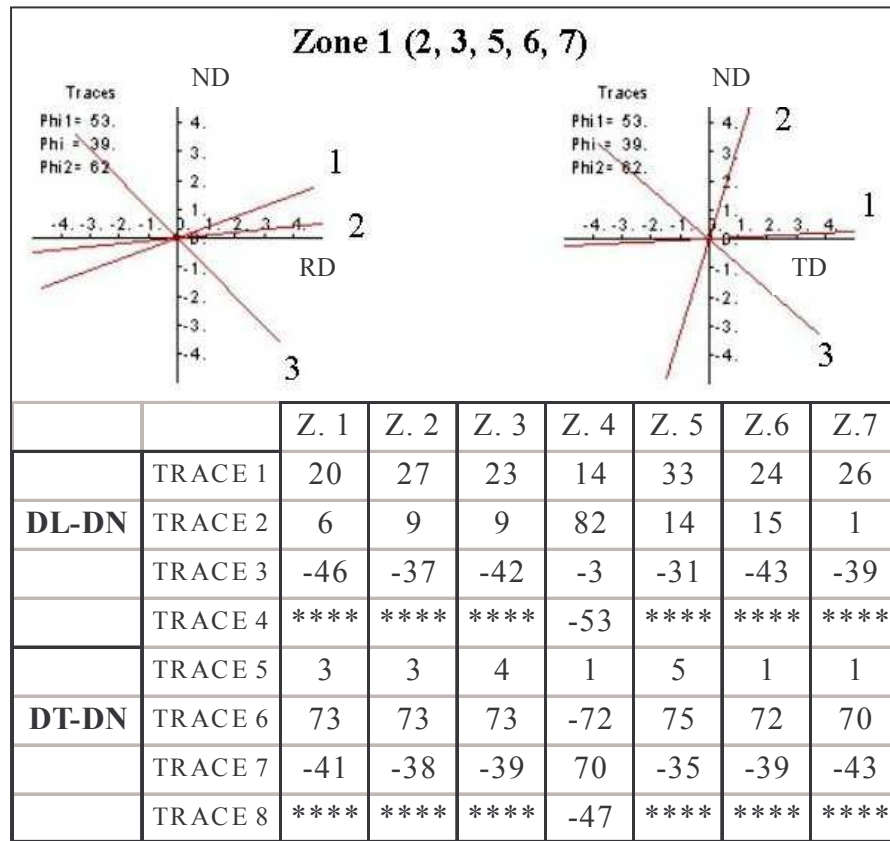 Zone 1 (2, 3, 5, 6, 7)
ND
Traces
Phi1= 53.
Phi = 39.
Phi2= 62
4.
3.
2.
1.
-4. -3. -2. -1. 0. 1. 2. 3. 4.
0
-1.
-2.
-3.
-4.
1
2
RD
3
ND
Traces
Phi1= 53.
Phi = 39.
Phi2= 62.
4.
3.
2.
1.
-4. -3. -2. -1. 0. 1. 2. 3. 4.
0
-1.
-2.
-3.
-4.
2
1
TD
3
Z. 1 Z. 2 Z. 3 Z. 4 Z. 5 Z.6 Z.7
TRACE 1 20 27 23 14 33 24 26
DL-DN TRACE 2 6 9 9 82 14 15 1
TRACE 3 -46 -37 -42 -3 -31 -43 -39
TRACE 4 **** **** **** -53 **** **** ****
TRACE 5 3 3 4 1 5 1 1
DT-DN TRACE 6 73 73 73 -72 75 72 70
TRACE 7 -41 -38 -39 70 -35 -39 -43
TRACE 8 **** **** **** -47 **** **** ****